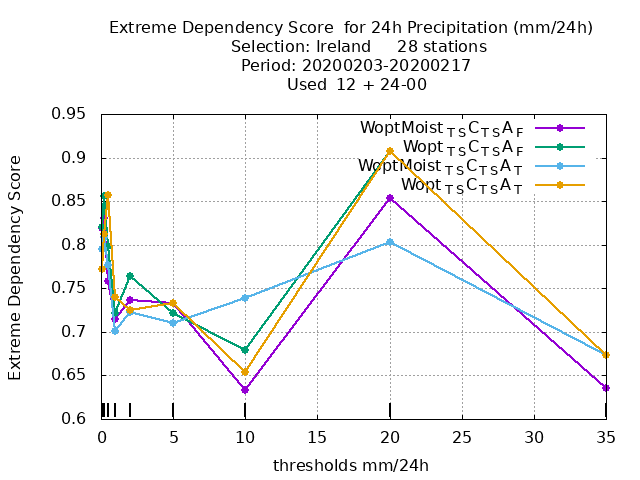 Extreme Dependency Score  for 24h Precipitation (mm/24h)
Selection: Ireland     28 stations
Period: 20200203-20200217
Used  12 + 24-00
WoptMoist TS C TS A F
Wopt TS C TS A F
WoptMoist TS C TS A T
Wopt TS C TS A T
Extreme Dependency Score
0.95
0.9
0.85
0.8
0.75
0.7
0.65
0.6
0 5 10 15 20 25 30 35
thresholds mm/24h